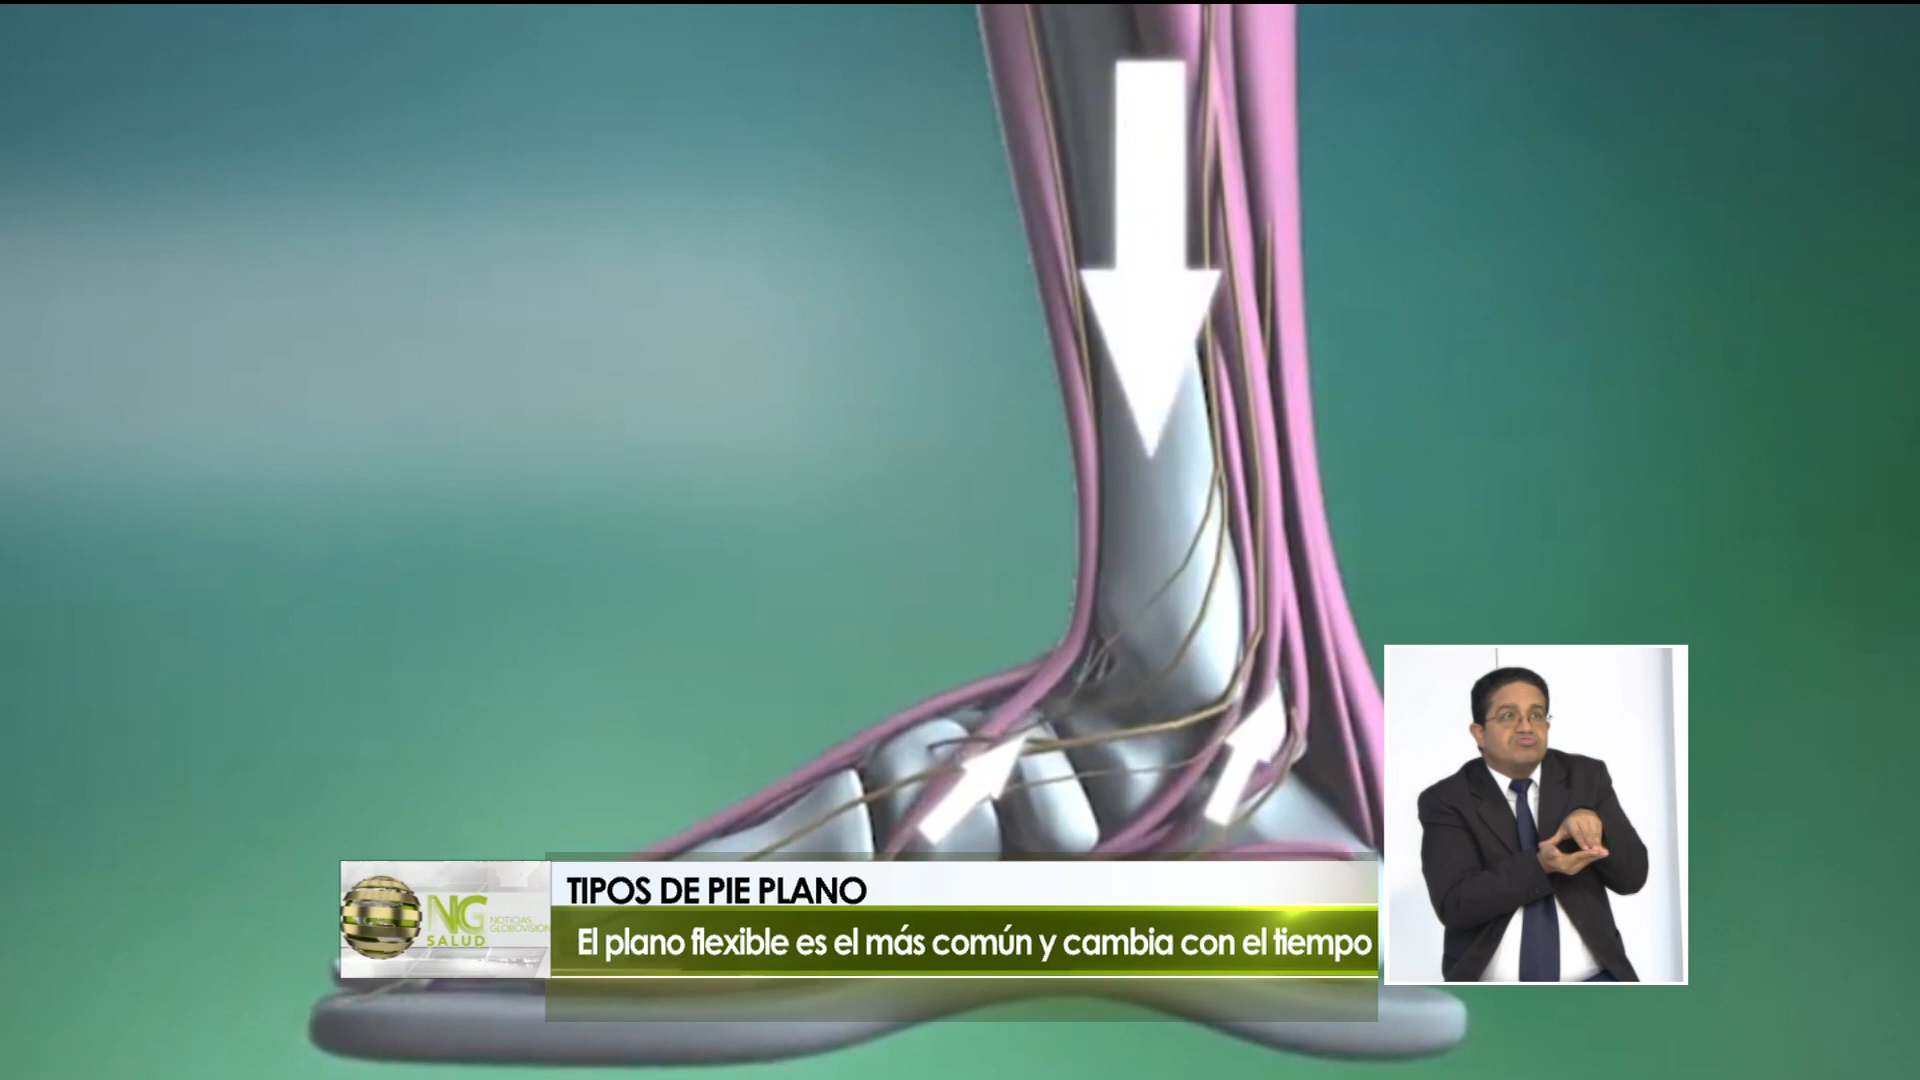 TIPOS DE PIE PLANO
NG
SALUD
NOTICIAS
GLOBOVISIÓN
El plano flexible es el más común y cambia con el tiempo